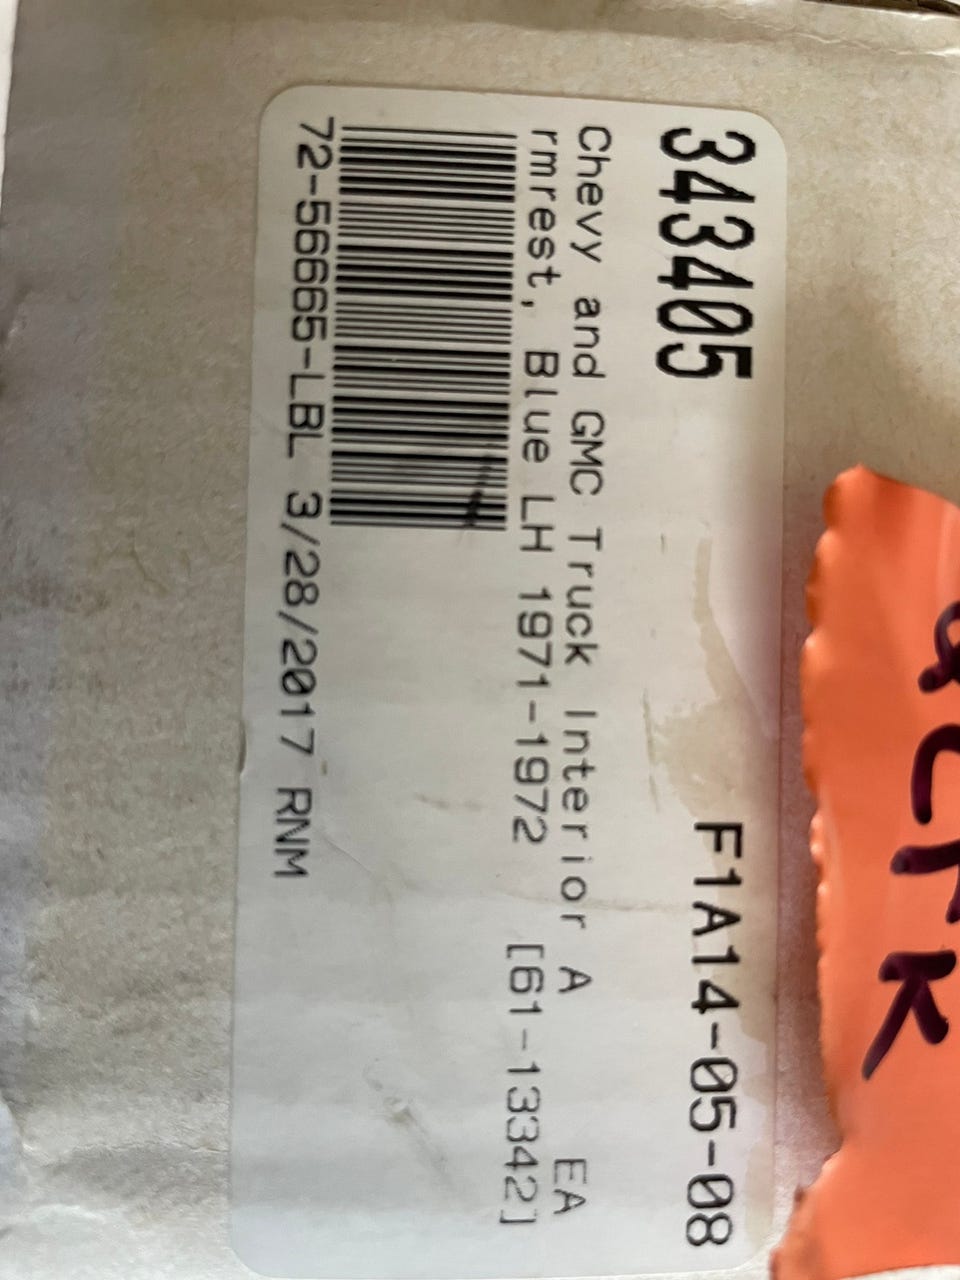 343405 F1A14-05-08
Chevy and GMC Truck Interior A EA
rmrest, Blue LH 1971-1972 [61-13342]
72-56665-LBL 3/28/2017 RNM